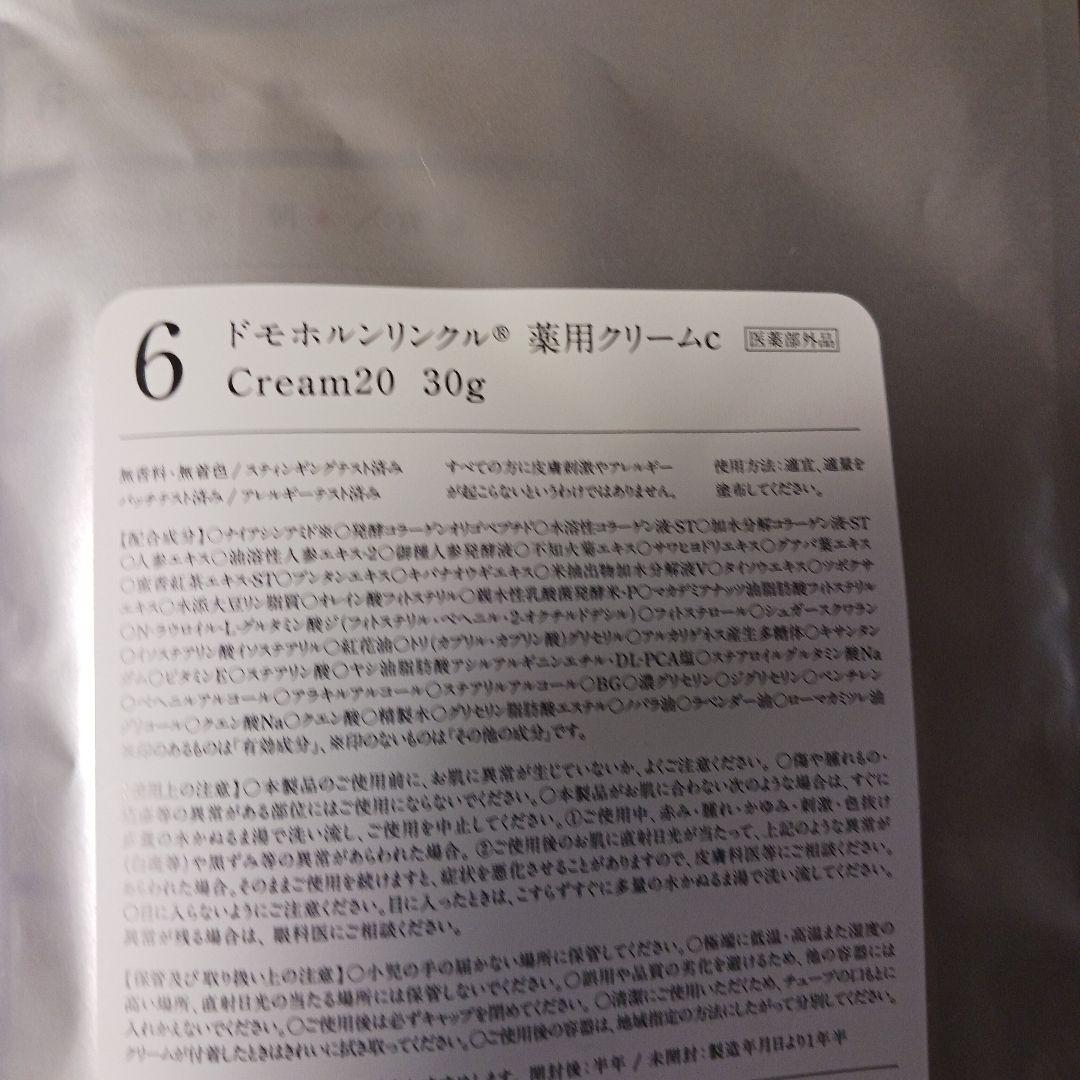 6 ドモホルンリンクル® 薬用クリームc 医薬部外品
Cream20 30g
無香料・無着色 / スティンギングテスト済み
パッチテスト済み / アレルギーテスト済み
すべての方に皮膚刺激やアレルギー
が起こらないというわけではありません。
使用方法：適宜、適量を
塗布してください。
【配合成分】○ナイアシンアミド※○発酵コラーゲンオリゴペプチド○水溶性コラーゲン液-ST○加水分解コラーゲン液-ST
○人参エキス○油溶性人参エキス-2○御種人参発酵液○不知火菊エキス○サワヒヨドリエキス○グアバ葉エキス
○蜜香紅茶エキス-ST○ブンタンエキス○キバナオウギエキス○米抽出物加水分解液V○タイソウエキス○ツボクサ
エキス○水添大豆リン脂質○オレイン酸フィトステリル○親水性乳酸菌発酵米-P○マカデミアナッツ油脂肪酸フィトステリル
○N-ラウロイル-L-グルタミン酸ジ(フィトステリル・ベヘニル・2-オクチルドデシル)○フィトステロール○シュガースクワラン
○イソステアリン酸イソステアリル○紅花油○トリ(カプリル・カプリン酸)グリセリル○アルカリゲネス産生多糖体○キサンタン
ガム○ビタミンE○ステアリン酸○ヤシ油脂肪酸アシルアルギニンエチル・DL-PCA塩○ステアロイルグルタミン酸Na
○ベヘニルアルコール○アラキルアルコール○ステアリルアルコール○BG○濃グリセリン○ジグリセリン○ペンチレン
グリコール○クエン酸Na○クエン酸○精製水○グリセリン脂肪酸エステル○ノバラ油○ラベンダー油○ローマカミツレ油
※印のあるものは「有効成分」、※印のないものは「その他の成分」です。
使用上の注意】○本製品のご使用前に、お肌に異常が生じていないか、よくご注意ください。○傷や腫れもの・
等の異常がある部位にはご使用にならないでください。○本製品がお肌に合わない次のような場合は、すぐに
多量の水かぬるま湯で洗い流し、ご使用を中止してください。①ご使用中、赤み・腫れ・かゆみ・刺激・色抜け
(白斑等)や黒ずみ等の異常があらわれた場合。②ご使用後のお肌に直射日光が当たって、上記のような異常が
あらわれた場合。そのままご使用を続けますと、症状を悪化させることがありますので、皮膚科医等にご相談ください。
○目に入らないようにご注意ください。目に入ったときは、こすらずすぐに多量の水かぬるま湯で洗い流してください。
異常が残る場合は、眼科医にご相談ください。
【保管及び取り扱い上の注意】○小児の手の届かない場所に保管してください。○極端に低温・高温また湿度の
高い場所、直射日光の当たる場所には保管しないでください。○誤用や品質の劣化を避けるため、他の容器には
入れかえないでください。○ご使用後は必ずキャップを閉めてください。○清潔にご使用いただくため、チューブの口もとに
クリームが付着したときはきれいに拭き取ってください。○ご使用後の容器は、地域指定の方法にしたがって分別してください。
開封後：半年 / 未開封：製造年月日より1年半